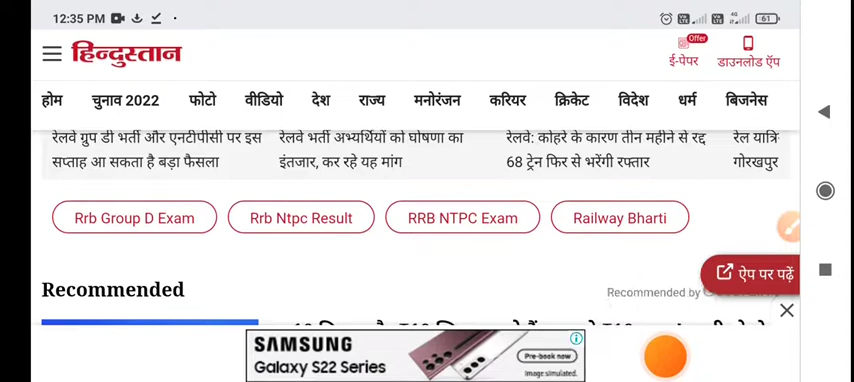 12:35 PM
4G
61
हिन्दुस्तान
Offer
ई-पेपर
डाउनलोड ऍप
होम चुनाव 2022 फोटो वीडियो देश राज्य मनोरंजन करियर क्रिकेट विदेश धर्म बिजनेस
रेलवे ग्रुप डी भर्ती और एनटीपीसी पर इस
सप्ताह आ सकता है बड़ा फैसला
रेलवे भर्ती अभ्यर्थियों को घोषणा का
इंतजार, कर रहे यह मांग
रेलवे: कोहरे के कारण तीन महीने से रद्द
68 ट्रेन फिर से भरेंगी रफ्तार
रेल यात्रि
गोरखपुर
Rrb Group D Exam
Rrb Ntpc Result
RRB NTPC Exam
Railway Bharti
ऐप पर पढ़ें
Recommended
Recommended by
SAMSUNG
Galaxy S22 Series
Pre-book now
Image simulated.